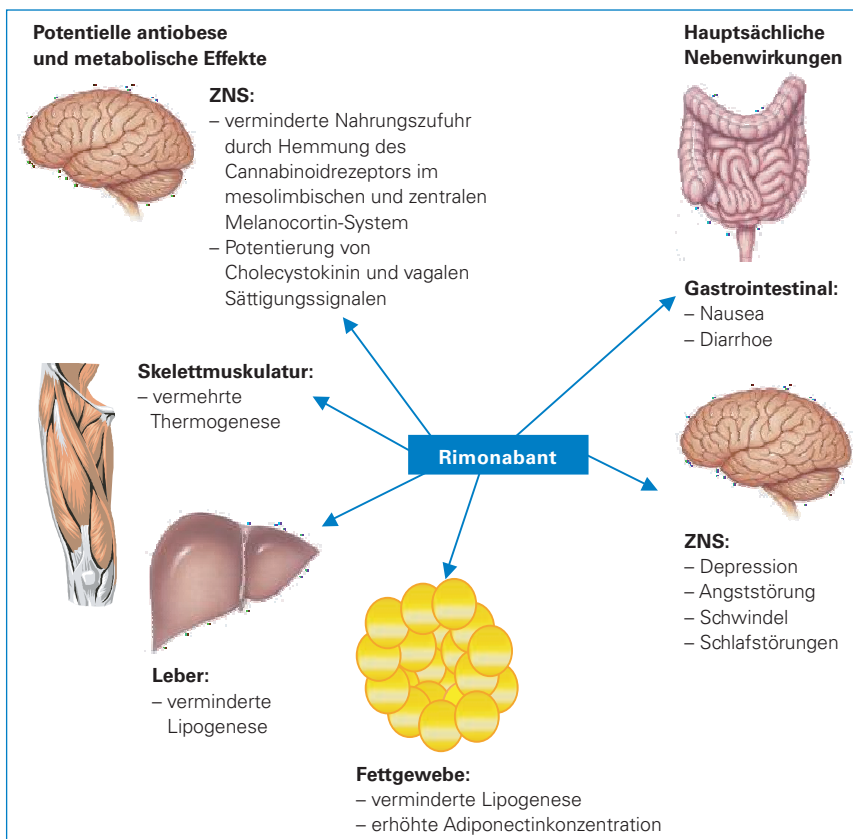 Potentielle antiobese
und metabolische Effekte
ZNS:
– verminderte Nahrungszufuhr
durch Hemmung des
Cannabinoidrezeptors im
mesolimbischen und zentralen
Melanocortin-System
– Potentierung von
Cholecystokinin und vagalen
Sättigungssignalen
Skelettmuskulatur:
– vermehrte
Thermogenese
Leber:
– verminderte
Lipogenese
Rimonabant
Fettgewebe:
– verminderte Lipogenese
– erhöhte Adiponectinkonzentration
Hauptsächliche
Nebenwirkungen
Gastrointestinal:
– Nausea
– Diarrhoe
ZNS:
– Depression
– Angststörung
– Schwindel
– Schlafstörungen